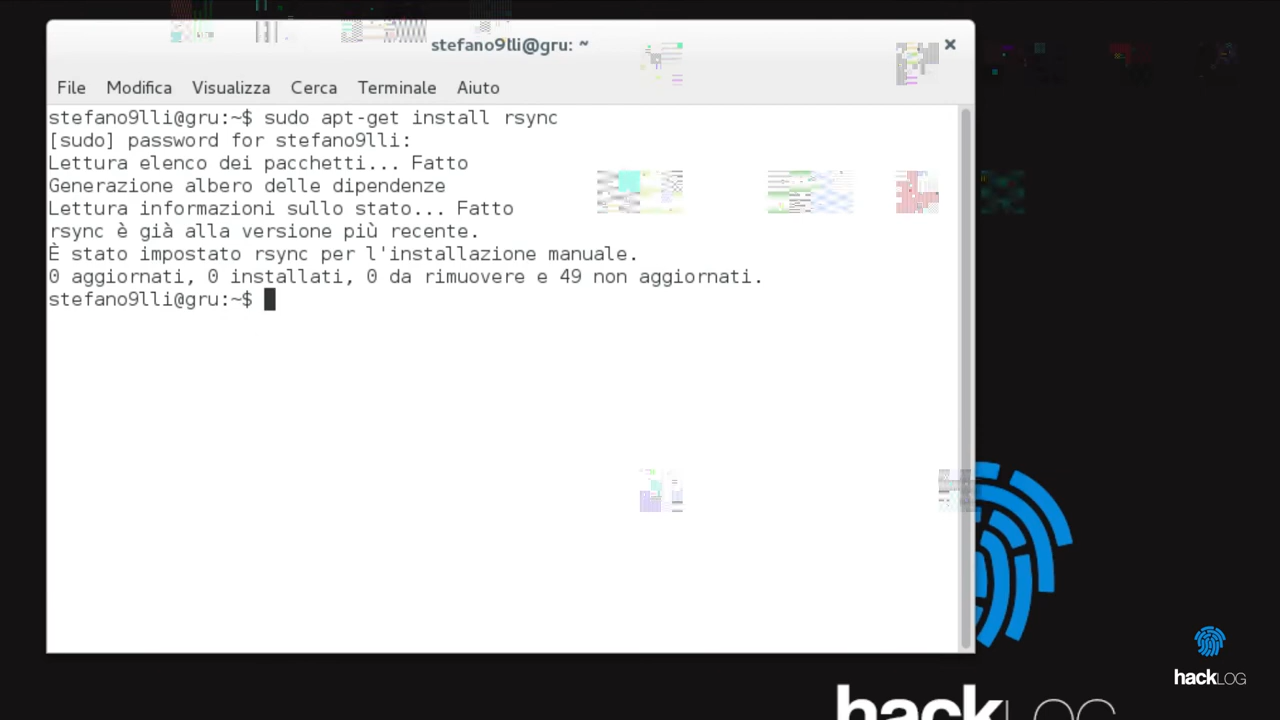 stefano9lli@gru: ~
File Modifica Visualizza Cerca Terminale Aiuto
stefano9lli@gru:~$ sudo apt-get install rsync
[sudo] password for stefano9lli:
Lettura elenco dei pacchetti... Fatto
Generazione albero delle dipendenze
Lettura informazioni sullo stato... Fatto
rsync è già alla versione più recente.
È stato impostato rsync per l'installazione manuale.
0 aggiornati, 0 installati, 0 da rimuovere e 49 non aggiornati.
stefano9lli@gru:~$
hackLOG
hackLOG